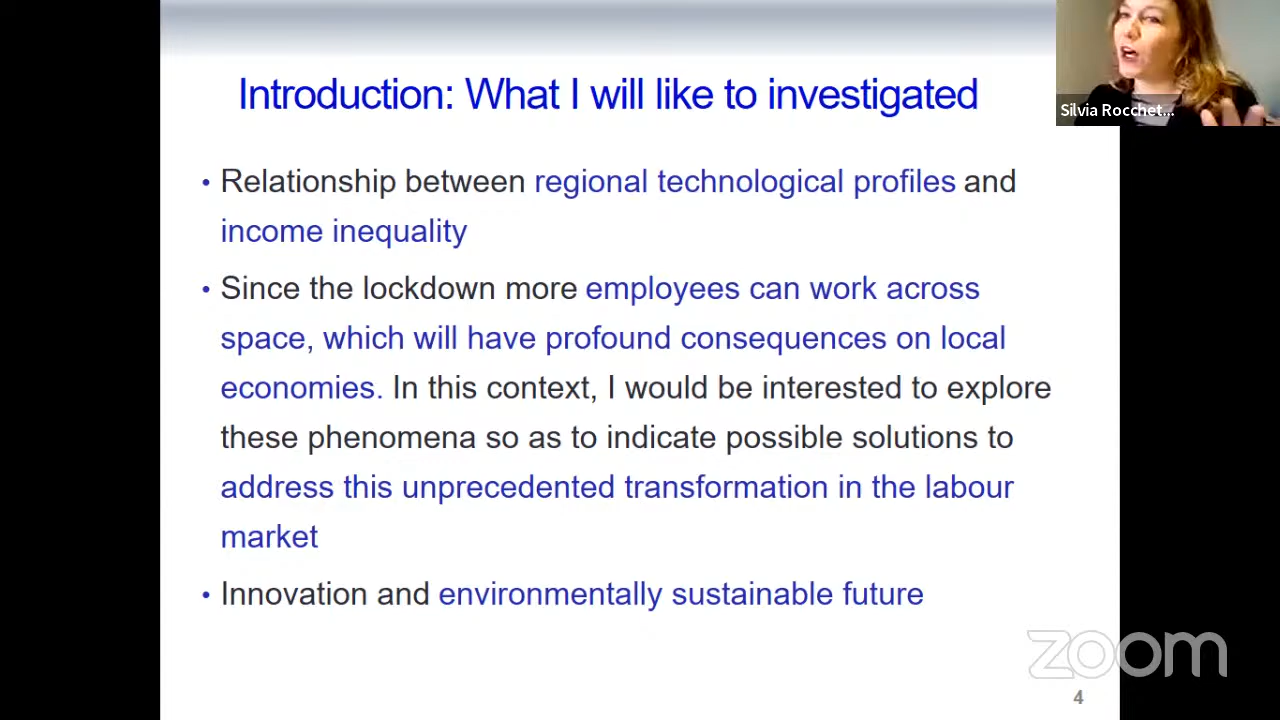 Introduction: What I will like to investigated
Silvia Rocchet...
• Relationship between regional technological profiles and
income inequality
• Since the lockdown more employees can work across
space, which will have profound consequences on local
economies. In this context, I would be interested to explore
these phenomena so as to indicate possible solutions to
address this unprecedented transformation in the labour
market
• Innovation and environmentally sustainable future
zoom
4